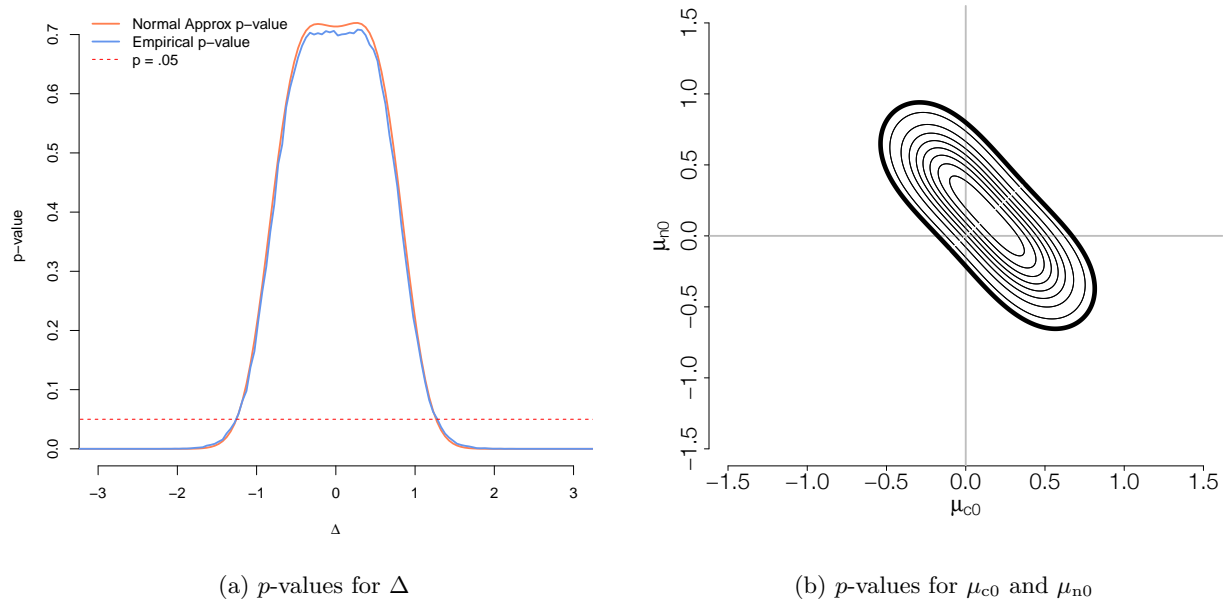 Normal Approx p−value
Empirical p−value
p = .05
0.7
0.6
0.5
0.4
0.3
0.2
0.1
0.0
p−value
−3 −2 −1 0 1 2 3
Δ
(a) p-values for Δ
1.5
1.0
0.5
0.0
−0.5
−1.0
−1.5
μn0
−1.5 −1.0 −0.5 0.0 0.5 1.0 1.5
μc0
(b) p-values for μc0 and μn0